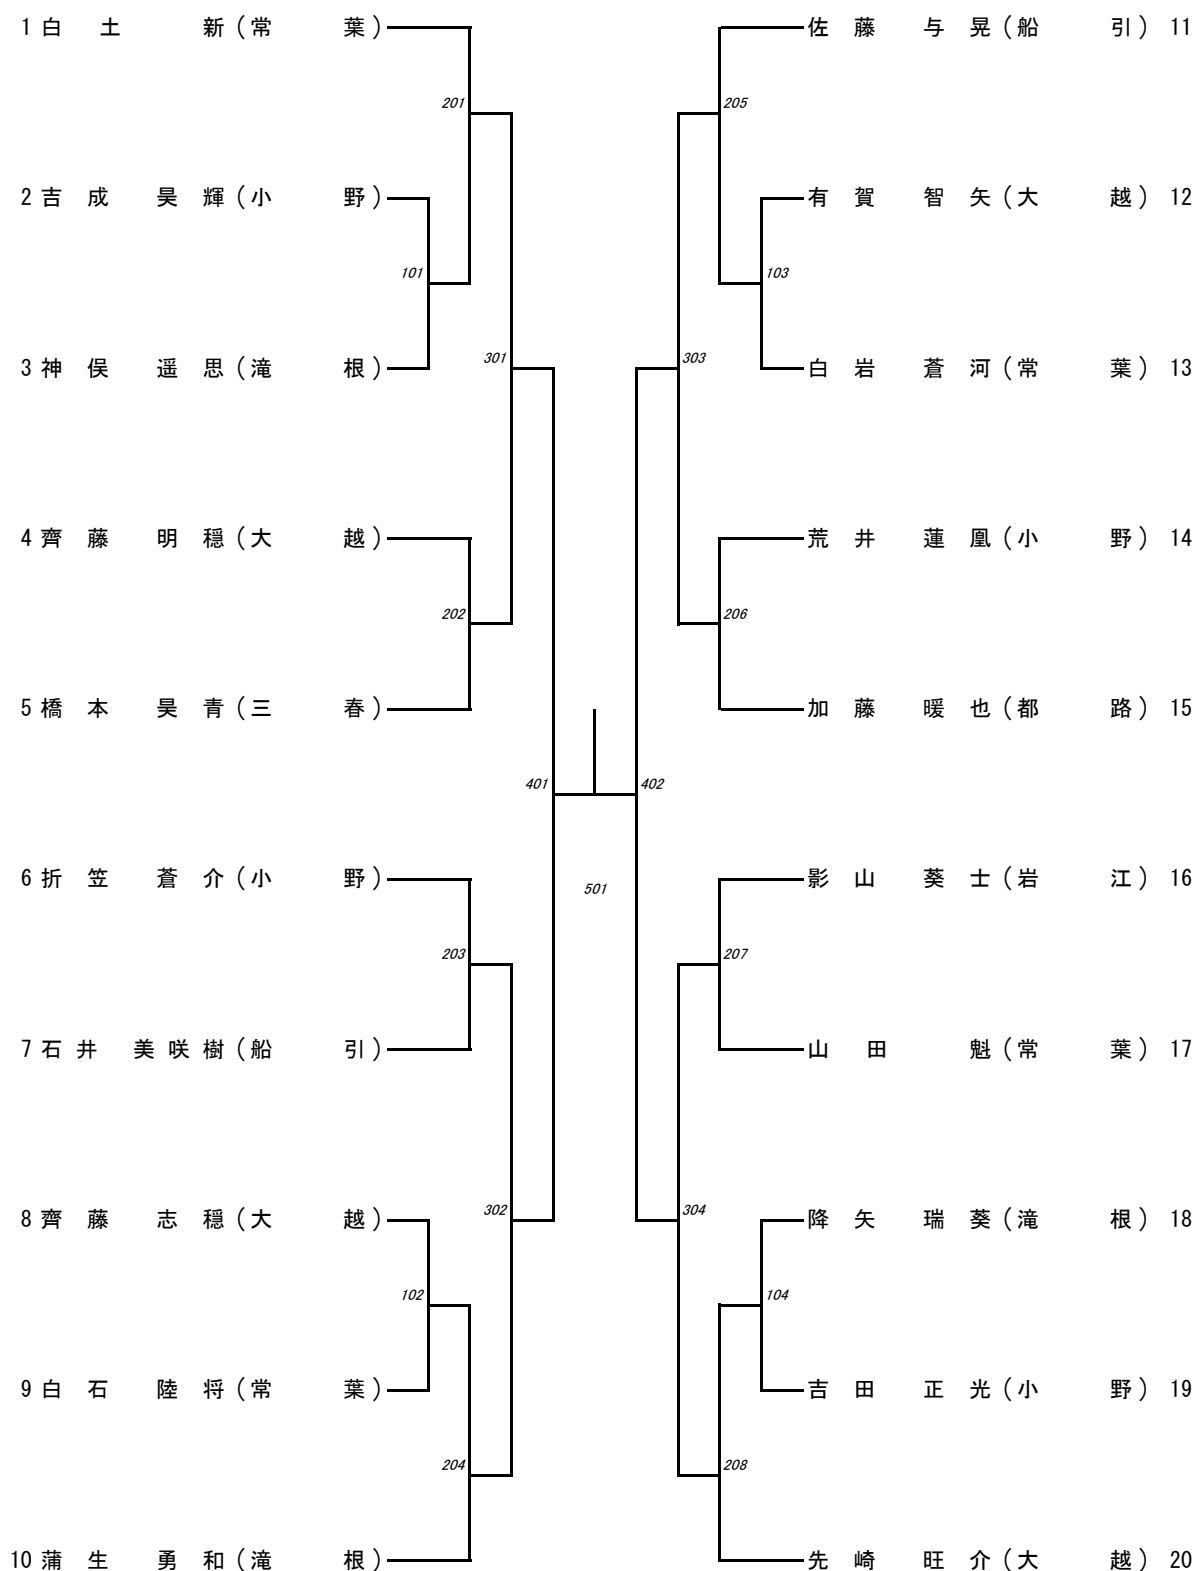 1 白土 新(常葉)
201
2 吉成 昊輝(小野)
101
3 神俣 遥思(滝根)
301
4 齊藤 明穏(大越)
202
5 橋本 昊青(三春)
401
6 折笠 蒼介(小野)
203
7 石井 美咲樹(船引)
8 齊藤 志穏(大越)
302
102
9 白石 陸将(常葉)
204
10 蒲生 勇和(滝根)
501
佐藤 与晃(船引) 11
205
有賀 智矢(大越) 12
103
白岩 蒼河(常葉) 13
303
荒井 蓮凰(小野) 14
206
加藤 暖也(都路) 15
402
影山 葵士(岩江) 16
207
山田 魁(常葉) 17
降矢 瑞葵(滝根) 18
304
104
吉田 正光(小野) 19
208
先崎 旺介(大越) 20